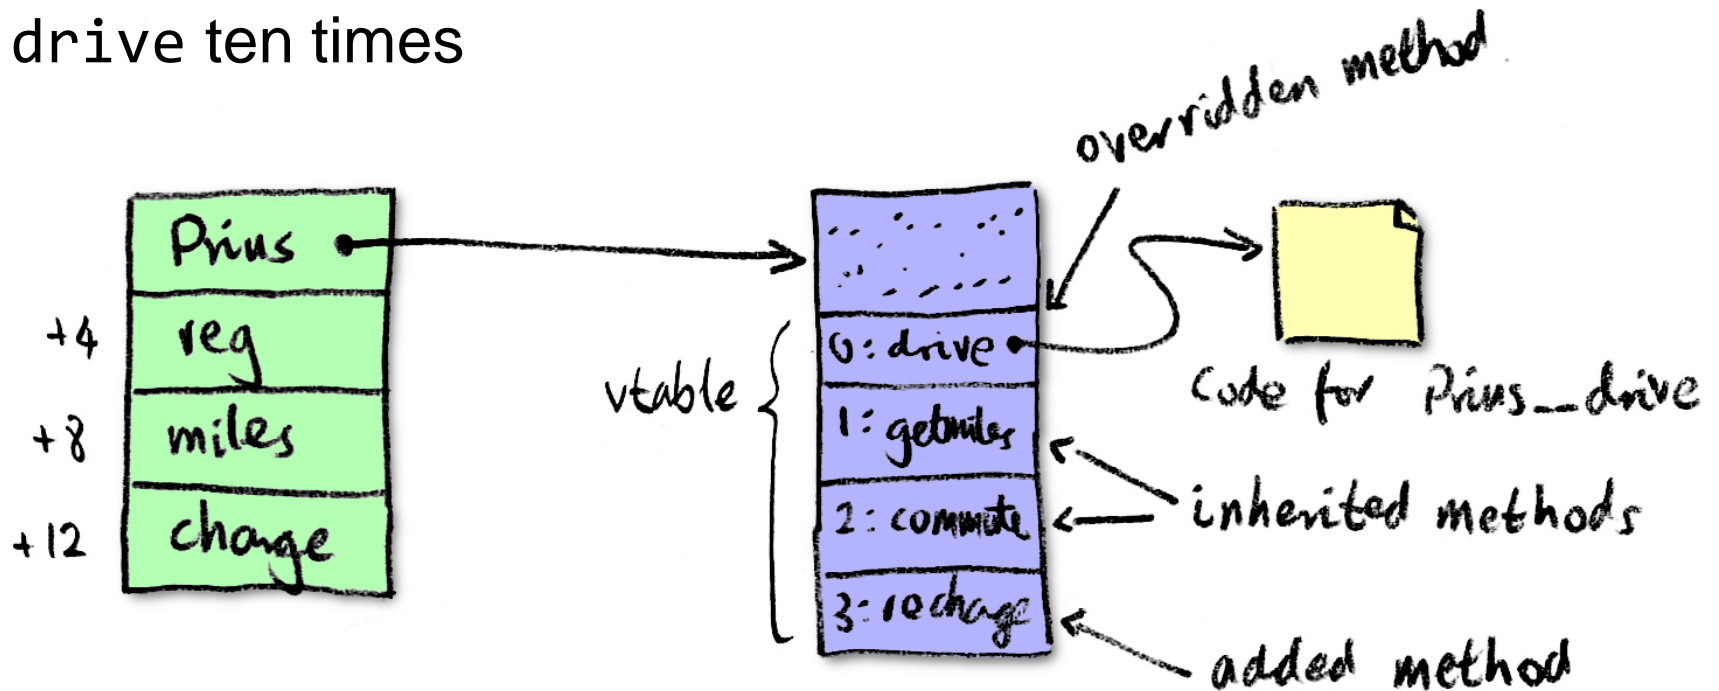 drive ten times
overridden method
Prius
+4 reg
+8 miles
+12 charge
vtable
0: drive
1: getmiles
2: commute
3: recharge
Code for Prius_drive
inherited methods
added method